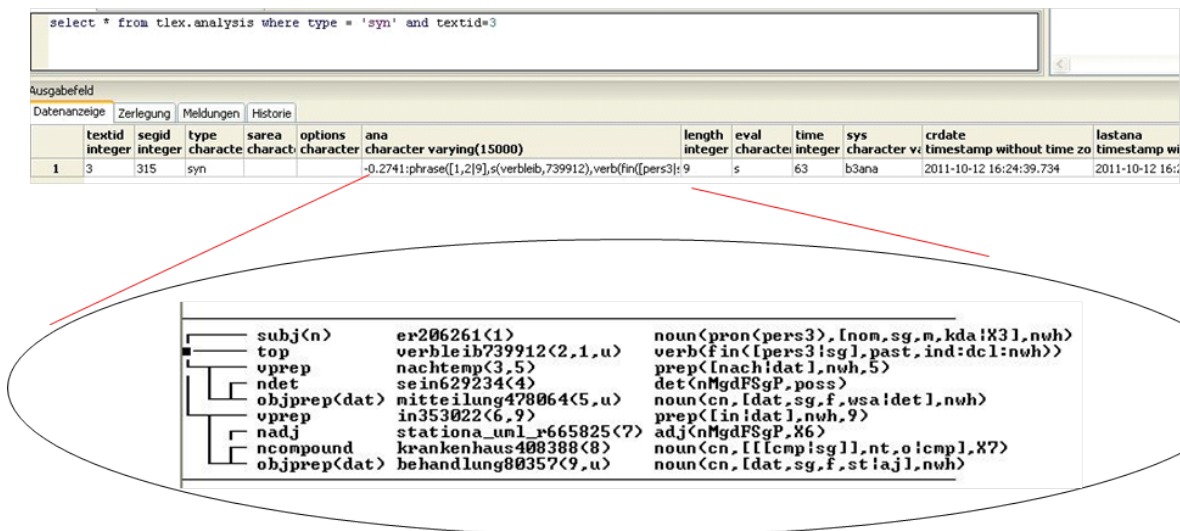 select * from tlex.analysis where type = 'syn' and textid=3
Ausgabefeld
Datenanzeige Zerlegung Meldungen Historie
textid segid type sarea options ana length eval time sys crdate lastana
integer integer characte characte character character varying(15000) integer characte integer character va timestamp without time zo timestamp wi
1 3 315 syn -0.2741:phrase([1,2|9],s(verbleib,739912),verb(fin([pers3|s 9 s 63 b3ana 2011-10-12 16:24:39.734 2011-10-12 16:2
subj(n) er206261(1) noun(pron(pers3),[nom,sg,m,kda|X3],nwh)
top verbleib739912(2,1,u) verb(fin([pers3|sg],past,ind:dcl:nwh))
vprep nachtemp(3,5) prep([nach|dat],nwh,5)
ndet sein629234(4) det(nMgdFSgP,poss)
objprep(dat) mitteilung478064(5,u) noun(cn,[dat,sg,f,wsa|det],nwh)
vprep in353022(6,9) prep([in|dat],nwh,9)
nadj stationa_uml_r665825(7) adj(nMgdFSgP,X6)
ncompound krankenhaus408388(8) noun(cn,[[[cmp|sg]],nt,o|cmp],X7)
objprep(dat) behandlung80357(9,u) noun(cn,[dat,sg,f,st|aj],nwh)